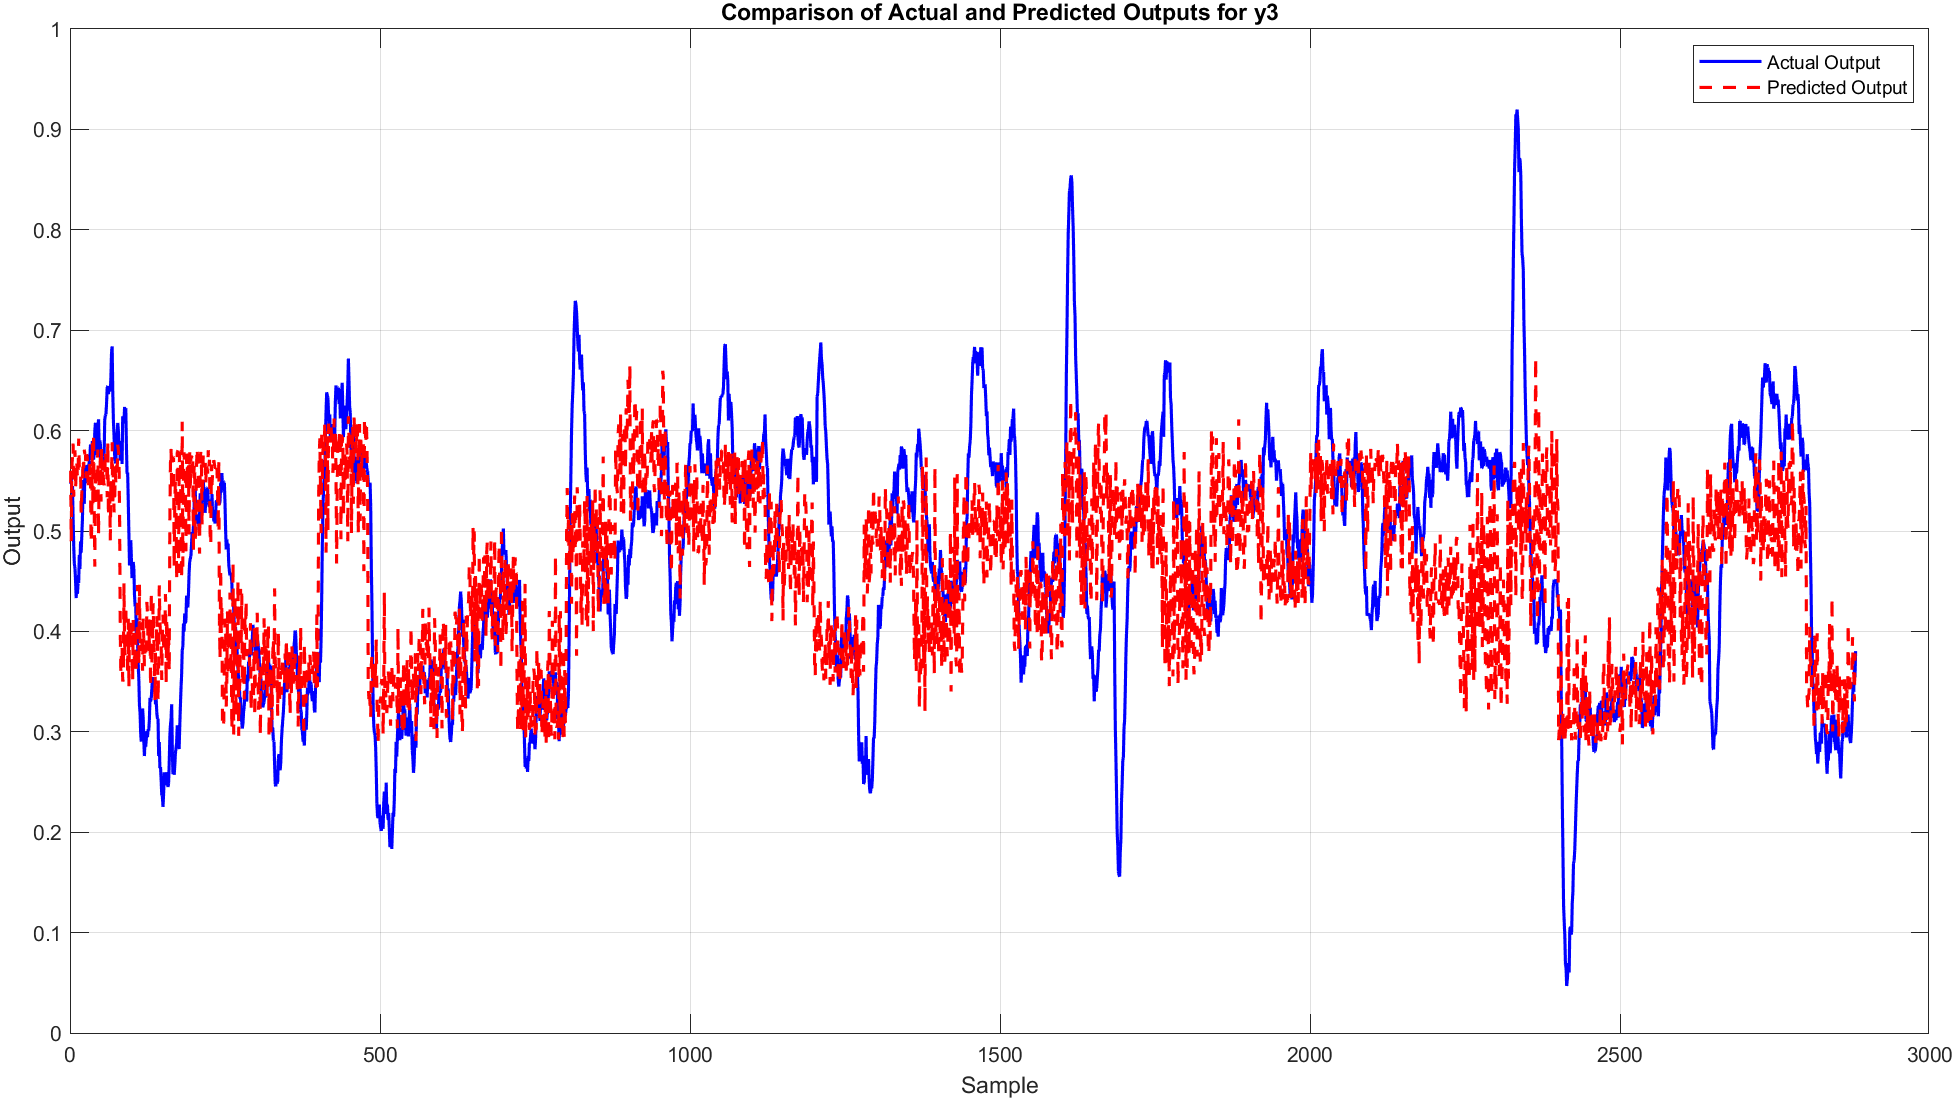 Comparison of Actual and Predicted Outputs for y3
Actual Output
Predicted Output
1
0.9
0.8
0.7
0.6
0.5
0.4
0.3
0.2
0.1
0
Output
0 500 1000 1500 2000 2500 3000
Sample